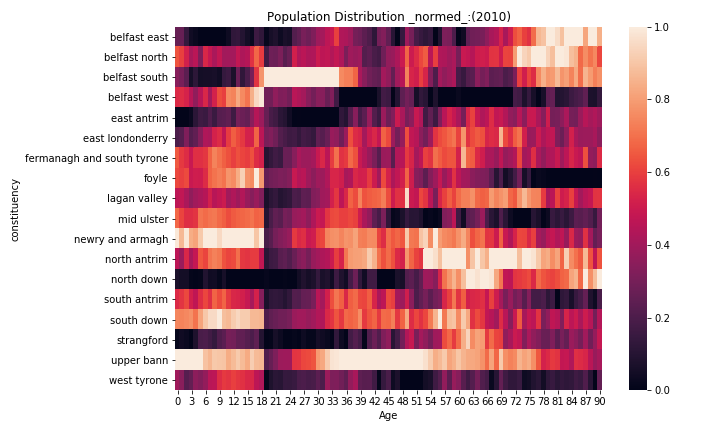 Population Distribution _normed_:(2010)
constituency
belfast east
belfast north
belfast south
belfast west
east antrim
east londonderry
fermanagh and south tyrone
foyle
lagan valley
mid ulster
newry and armagh
north antrim
north down
south antrim
south down
strangford
upper bann
west tyrone
0 3 6 9 12 15 18 21 24 27 30 33 36 39 42 45 48 51 54 57 60 63 66 69 72 75 78 81 84 87 90
Age
1.0
0.8
0.6
0.4
0.2
0.0